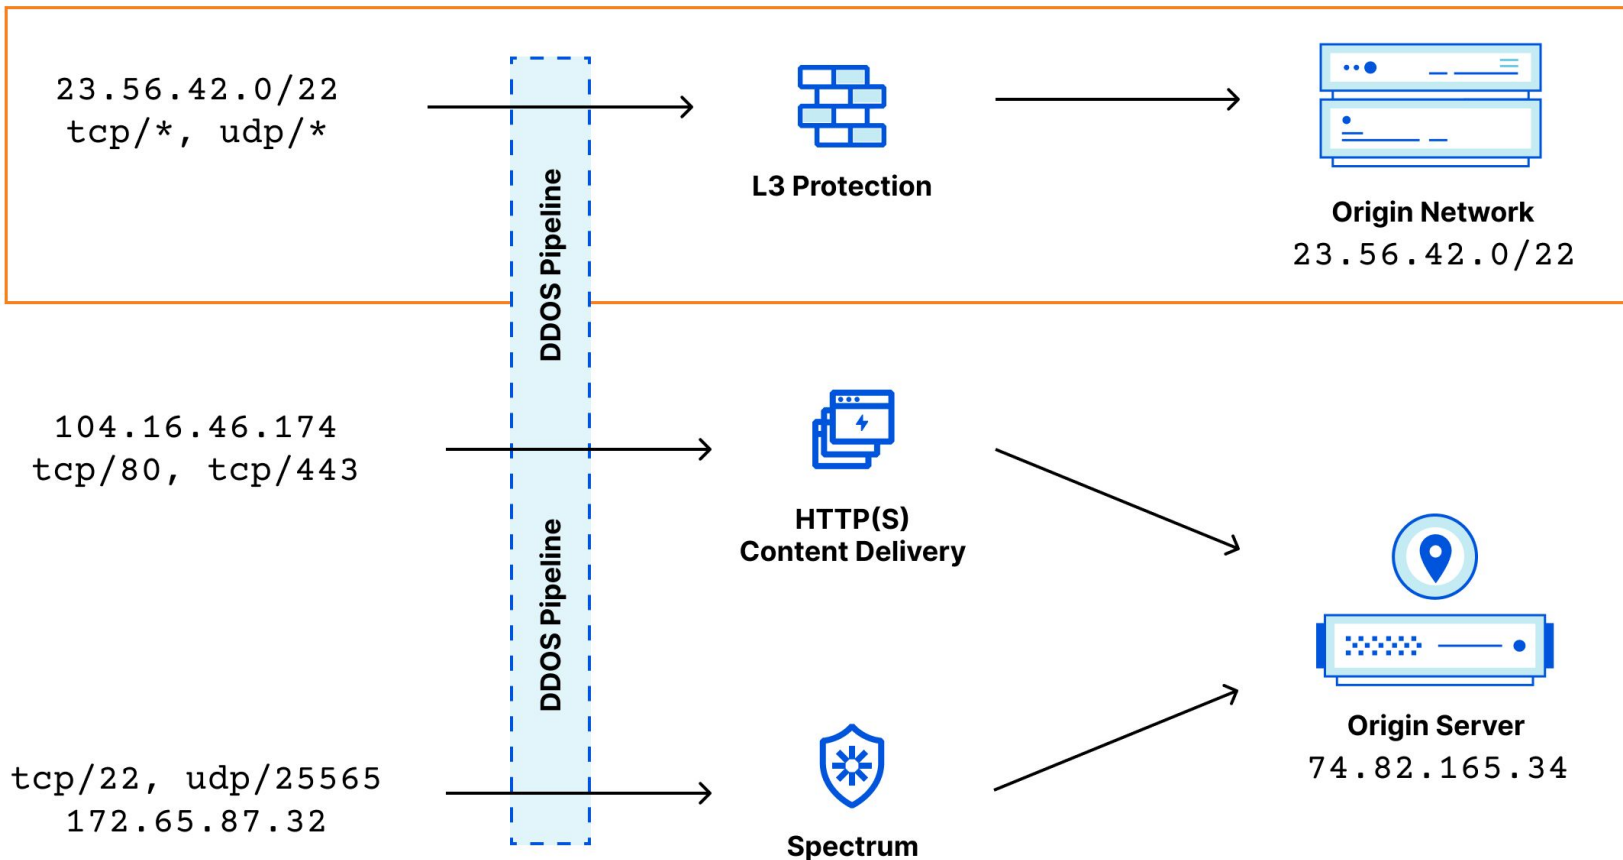 23.56.42.0/22
tcp/*, udp/*
DDOS Pipeline
L3 Protection
Origin Network
23.56.42.0/22
104.16.46.174
tcp/80, tcp/443
HTTP(S)
Content Delivery
DDOS Pipeline
Origin Server
74.82.165.34
tcp/22, udp/25565
172.65.87.32
Spectrum